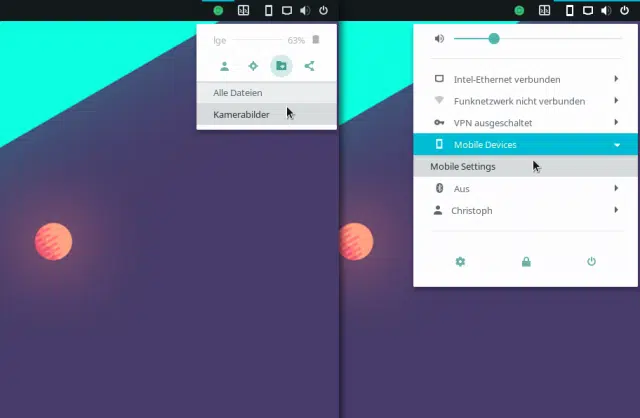 lge 63%
Alle Dateien
Kamerabilder
Intel-Ethernet verbunden
Funknetzwerk nicht verbunden
VPN ausgeschaltet
Mobile Devices
Mobile Settings
Aus
Christoph